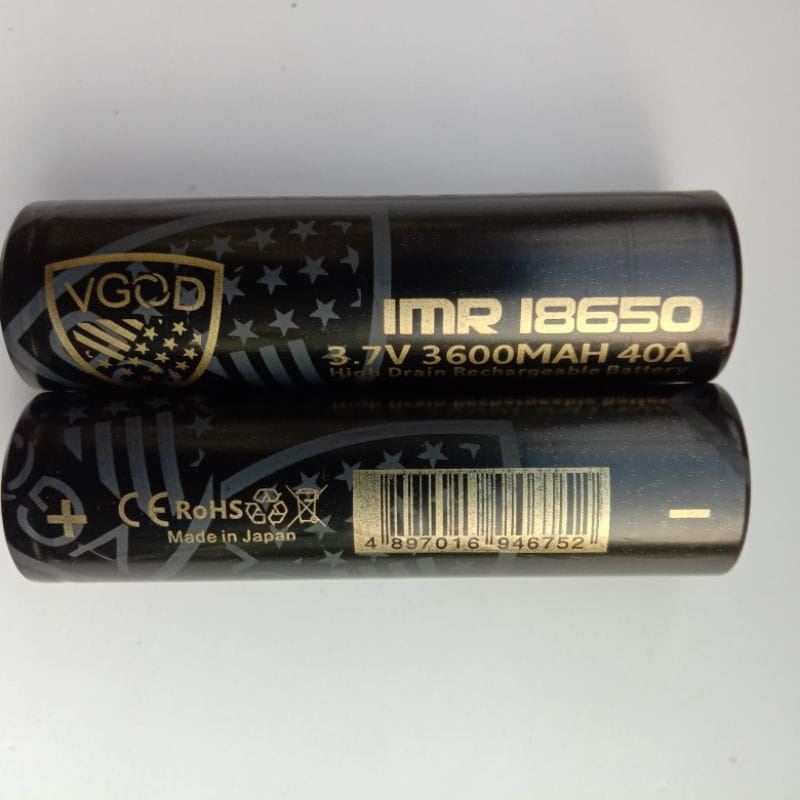 VGOD
IMR 18650
3.7V 3600MAH 40A
High Drain Rechargeable Battery
+
CE RoHS
Made in Japan
4 897016 946752
-